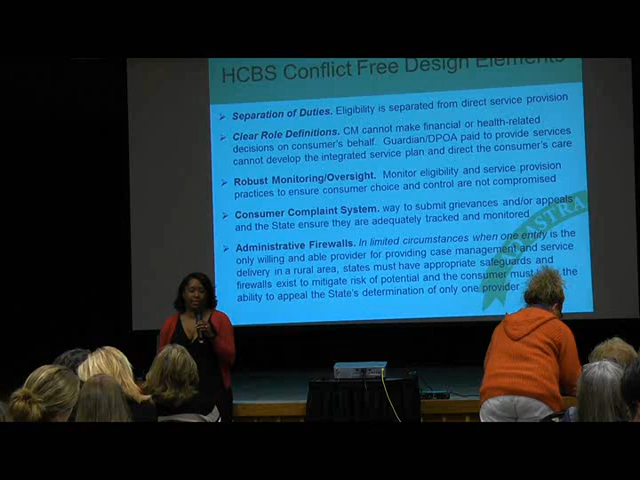 HCBS Conflict Free Design Elements
➢ Separation of Duties. Eligibility is separated from direct service provision
➢ Clear Role Definitions. CM cannot make financial or health-related
decisions on consumer's behalf. Guardian/DPOA paid to provide services
cannot develop the integrated service plan and direct the consumer's care
➢ Robust Monitoring/Oversight. Monitor eligibility and service provision
practices to ensure consumer choice and control are not compromised
➢ Consumer Complaint System. way to submit grievances and/or appeals
and the State ensure they are adequately tracked and monitored
➢ Administrative Firewalls. In limited circumstances when one entity is the
only willing and able provider for providing case management and service
delivery in a rural area, states must have appropriate safeguards and
firewalls exist to mitigate risk of potential and the consumer must the
ability to appeal the State's determination of only one provider